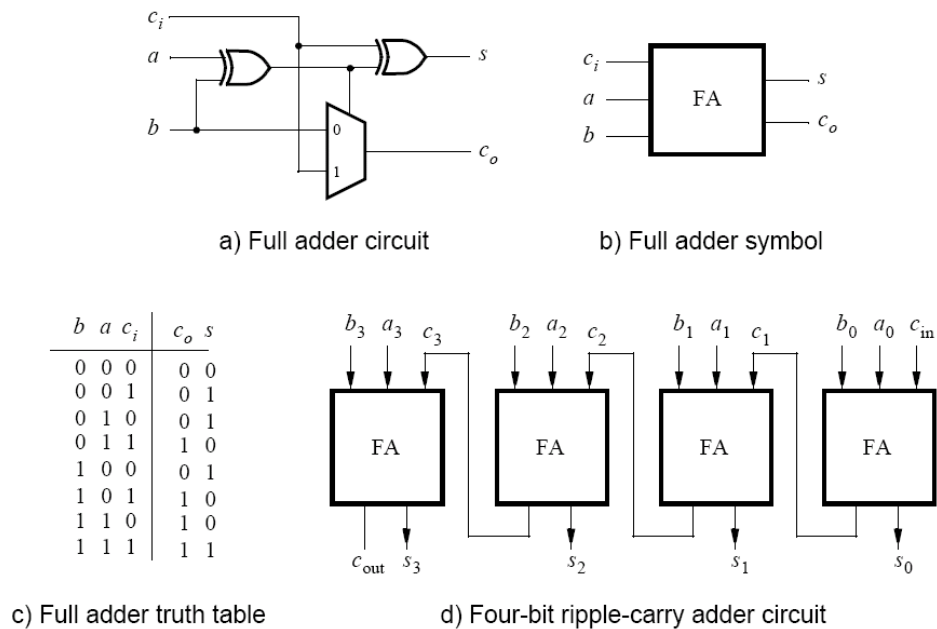 c_i
a
b
0
1
s
c_o
a) Full adder circuit
c_i
a
b
FA
s
c_o
b) Full adder symbol
b a c_i c_o s
0 0 0 0 0
0 0 1 0 1
0 1 0 0 1
0 1 1 1 0
1 0 0 0 1
1 0 1 1 0
1 1 0 1 0
1 1 1 1 1
c) Full adder truth table
b_3 a_3 c_3 b_2 a_2 c_2 b_1 a_1 c_1 b_0 a_0 c_in
FA FA FA FA
c_out s_3 s_2 s_1 s_0
d) Four-bit ripple-carry adder circuit